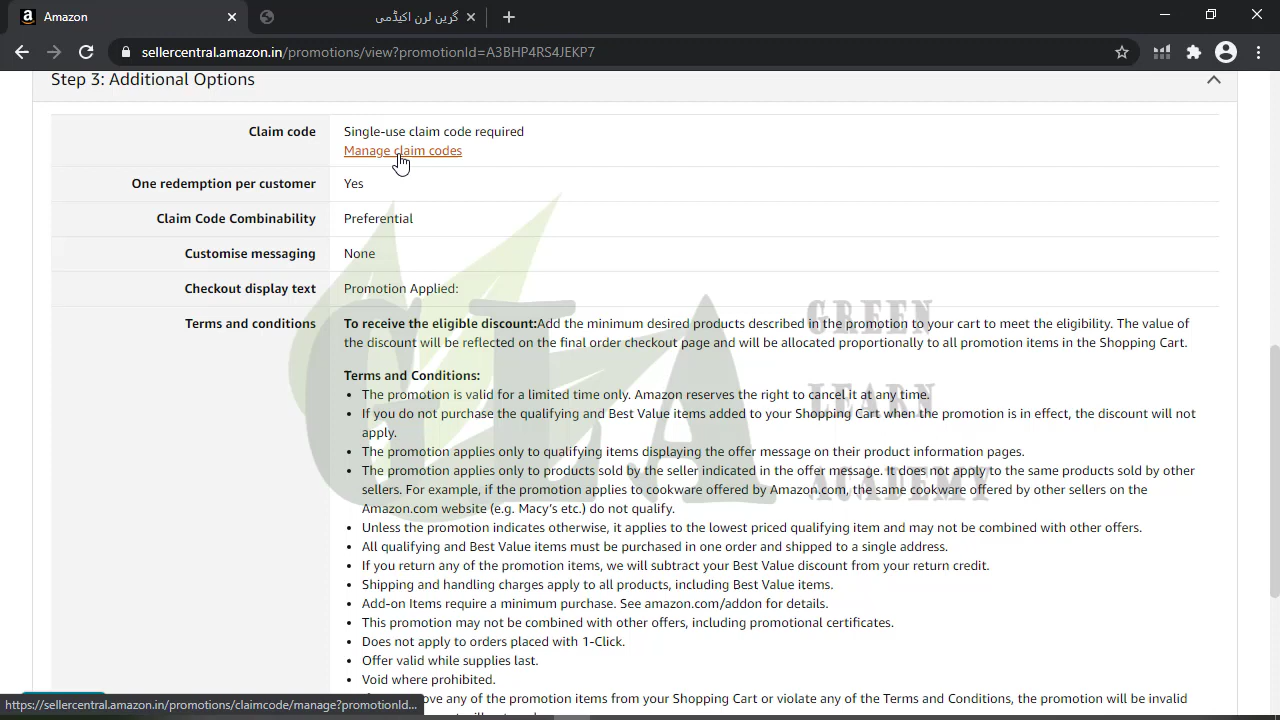 Amazon
گرین لرن اکیڈمی
sellercentral.amazon.in/promotions/view?promotionId=A3BHP4RS4JEKP7
Step 3: Additional Options
Claim code
Single-use claim code required
Manage claim codes
One redemption per customer
Yes
Claim Code Combinability
Preferential
Customise messaging
None
Checkout display text
Promotion Applied:
Terms and conditions
To receive the eligible discount:Add the minimum desired products described in the promotion to your cart to meet the eligibility. The value of
the discount will be reflected on the final order checkout page and will be allocated proportionally to all promotion items in the Shopping Cart.
Terms and Conditions:
• The promotion is valid for a limited time only. Amazon reserves the right to cancel it at any time.
• If you do not purchase the qualifying and Best Value items added to your Shopping Cart when the promotion is in effect, the discount will not
apply.
• The promotion applies only to qualifying items displaying the offer message on their product information pages.
• The promotion applies only to products sold by the seller indicated in the offer message. It does not apply to the same products sold by other
sellers. For example, if the promotion applies to cookware offered by Amazon.com, the same cookware offered by other sellers on the
Amazon.com website (e.g. Macy's etc.) do not qualify.
• Unless the promotion indicates otherwise, it applies to the lowest priced qualifying item and may not be combined with other offers.
• All qualifying and Best Value items must be purchased in one order and shipped to a single address.
• If you return any of the promotion items, we will subtract your Best Value discount from your return credit.
• Shipping and handling charges apply to all products, including Best Value items.
• Add-on Items require a minimum purchase. See amazon.com/addon for details.
• This promotion may not be combined with other offers, including promotional certificates.
• Does not apply to orders placed with 1-Click.
• Offer valid while supplies last.
• Void where prohibited.
any of the promotion items from your Shopping Cart or violate any of the Terms and Conditions, the promotion will be invalid
https://sellercentral.amazon.in/promotions/claimcode/manage?promotionId...
GLA
GREEN
LEARN
ACADEMY